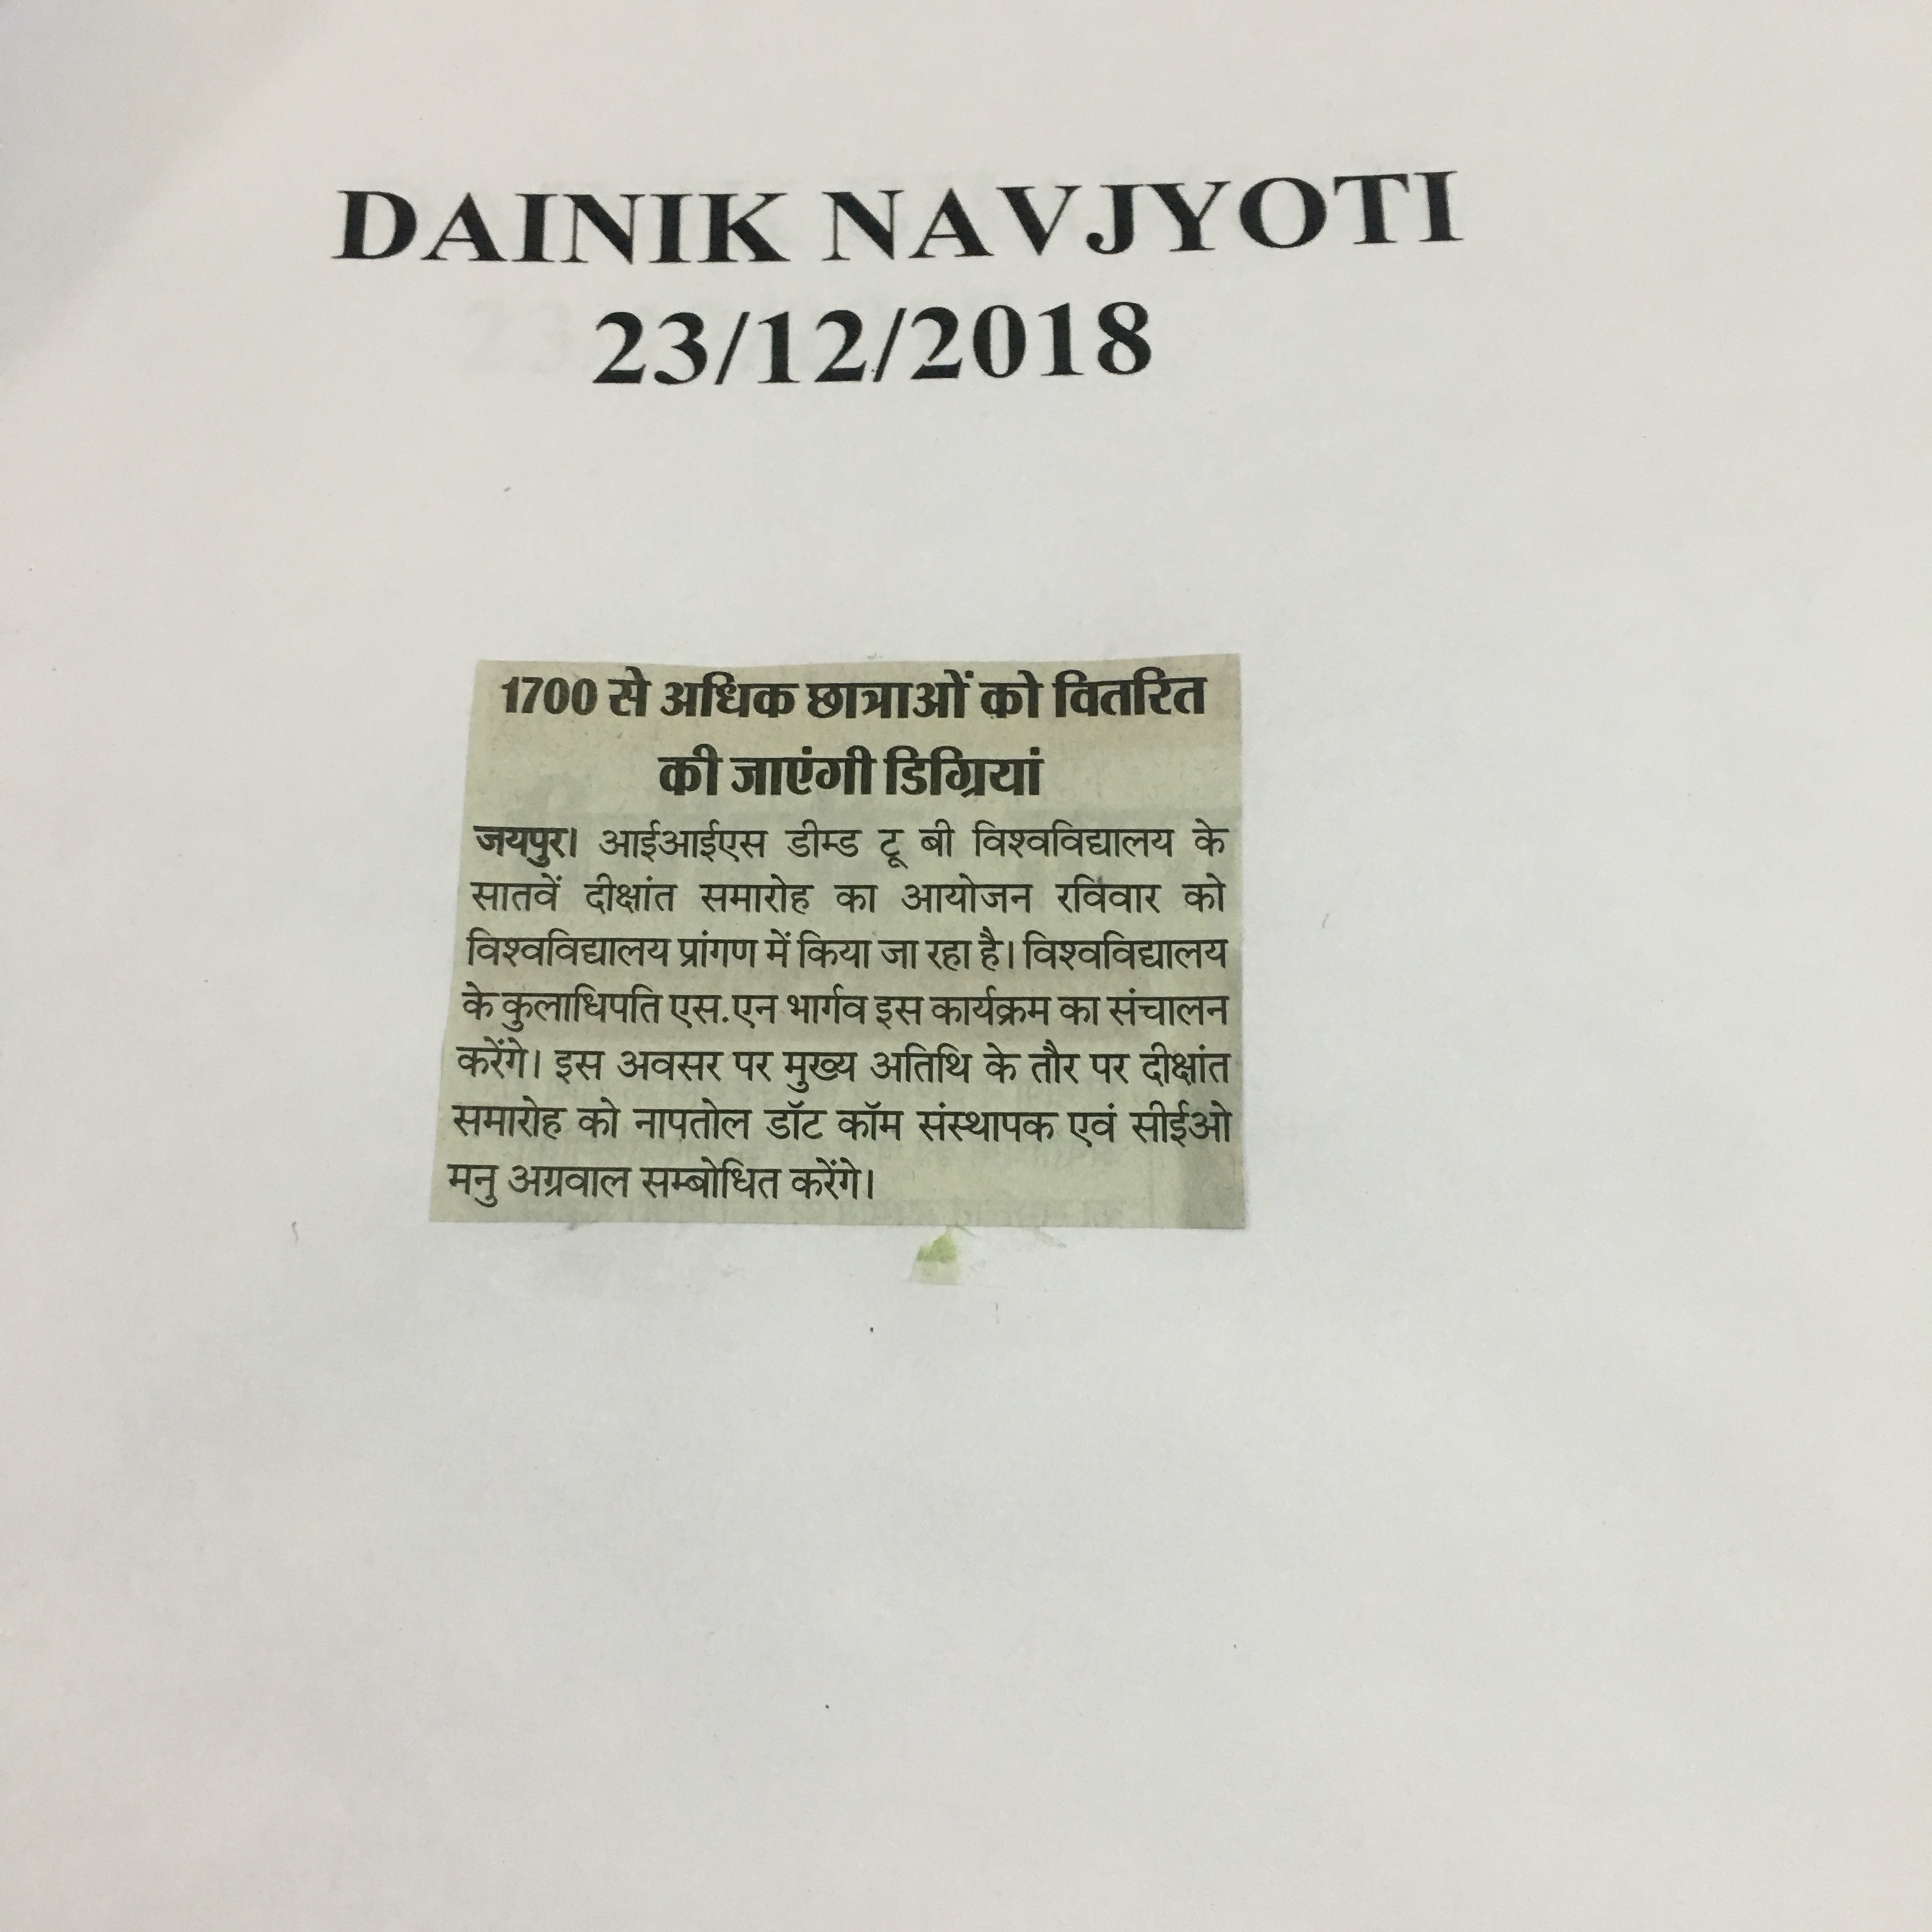 DAINIK NAVJYOTI
23/12/2018
1700 से अधिक छात्राओं को वितरित
की जाएंगी डिग्रियां
जयपुर। आईआईएस डीम्ड टू बी विश्वविद्यालय के
सातवें दीक्षांत समारोह का आयोजन रविवार को
विश्वविद्यालय प्रांगण में किया जा रहा है। विश्वविद्यालय
के कुलाधिपति एस.एन भार्गव इस कार्यक्रम का संचालन
करेंगे। इस अवसर पर मुख्य अतिथि के तौर पर दीक्षांत
समारोह को नापतोल डॉट कॉम संस्थापक एवं सीईओ
मनु अग्रवाल सम्बोधित करेंगे।